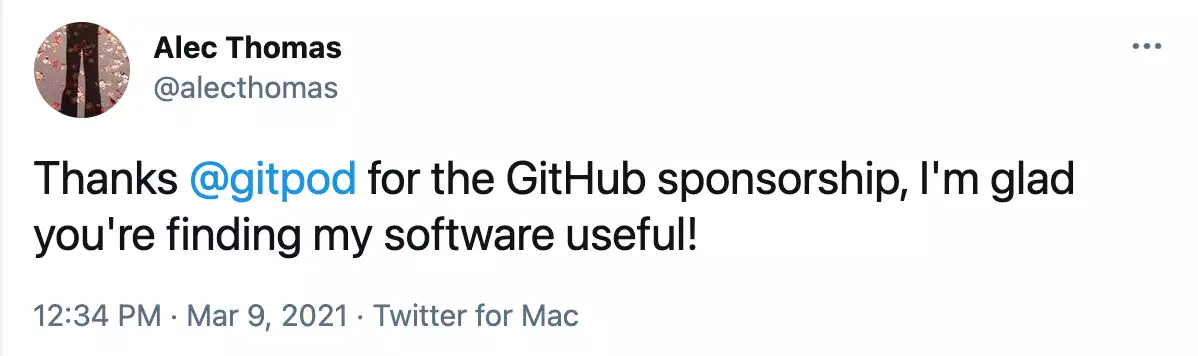 Alec Thomas
@alecthomas
Thanks @gitpod for the GitHub sponsorship, I'm glad
you're finding my software useful!
12:34 PM · Mar 9, 2021 · Twitter for Mac